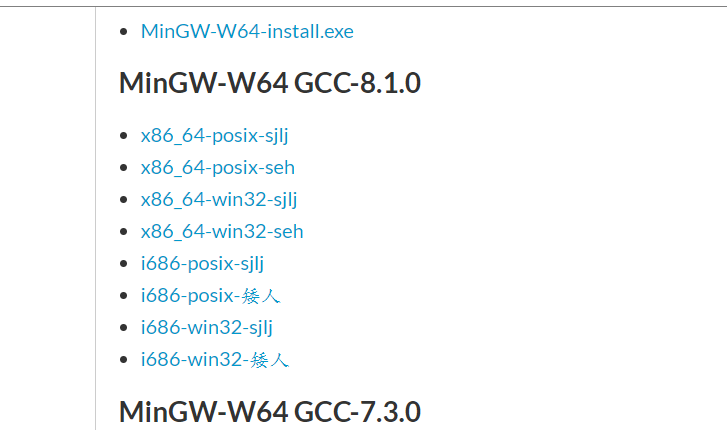 MinGW-W64-install.exe
MinGW-W64 GCC-8.1.0
x86_64-posix-sjlj
x86_64-posix-seh
x86_64-win32-sjlj
x86_64-win32-seh
i686-posix-sjlj
i686-posix-矮人
i686-win32-sjlj
i686-win32-矮人
MinGW-W64 GCC-7.3.0